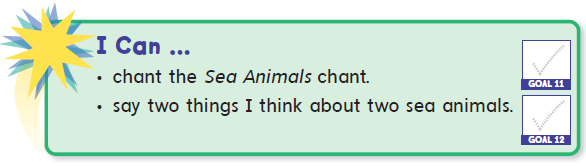 I Can ...
• chant the Sea Animals chant.
GOAL 11
• say two things I think about two sea animals.
GOAL 12